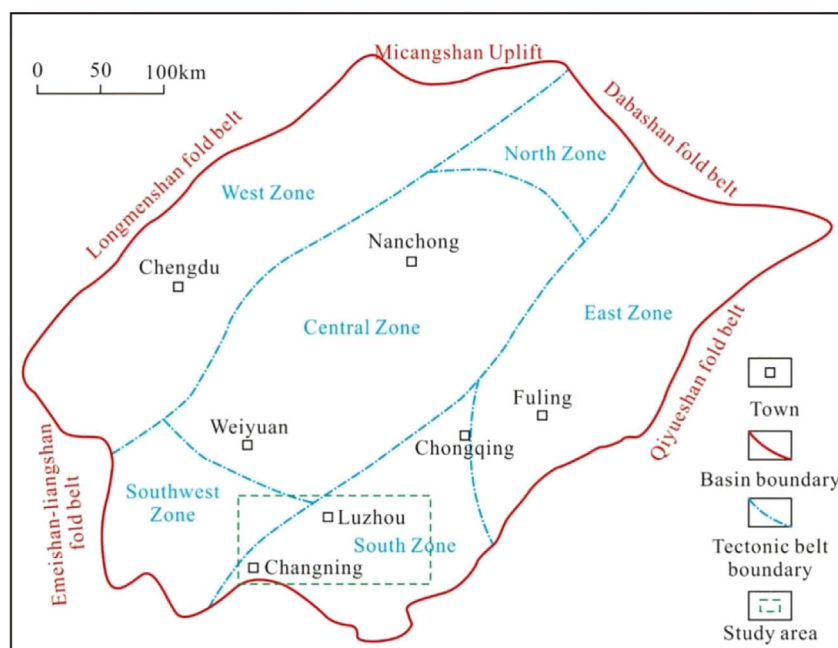 Micangshan Uplift
0 50 100km
Dabashan fold belt
North Zone
Longmenshan fold belt
West Zone
Nanchong
Chengdu
East Zone
Central Zone
Qiyueshan fold belt
Town
Fuling
Weiyuan
Chongqing
Basin boundary
Emeishan-liangshan
fold belt
Southwest
Zone
Luzhou
South Zone
Changning
Tectonic belt
boundary
Study area